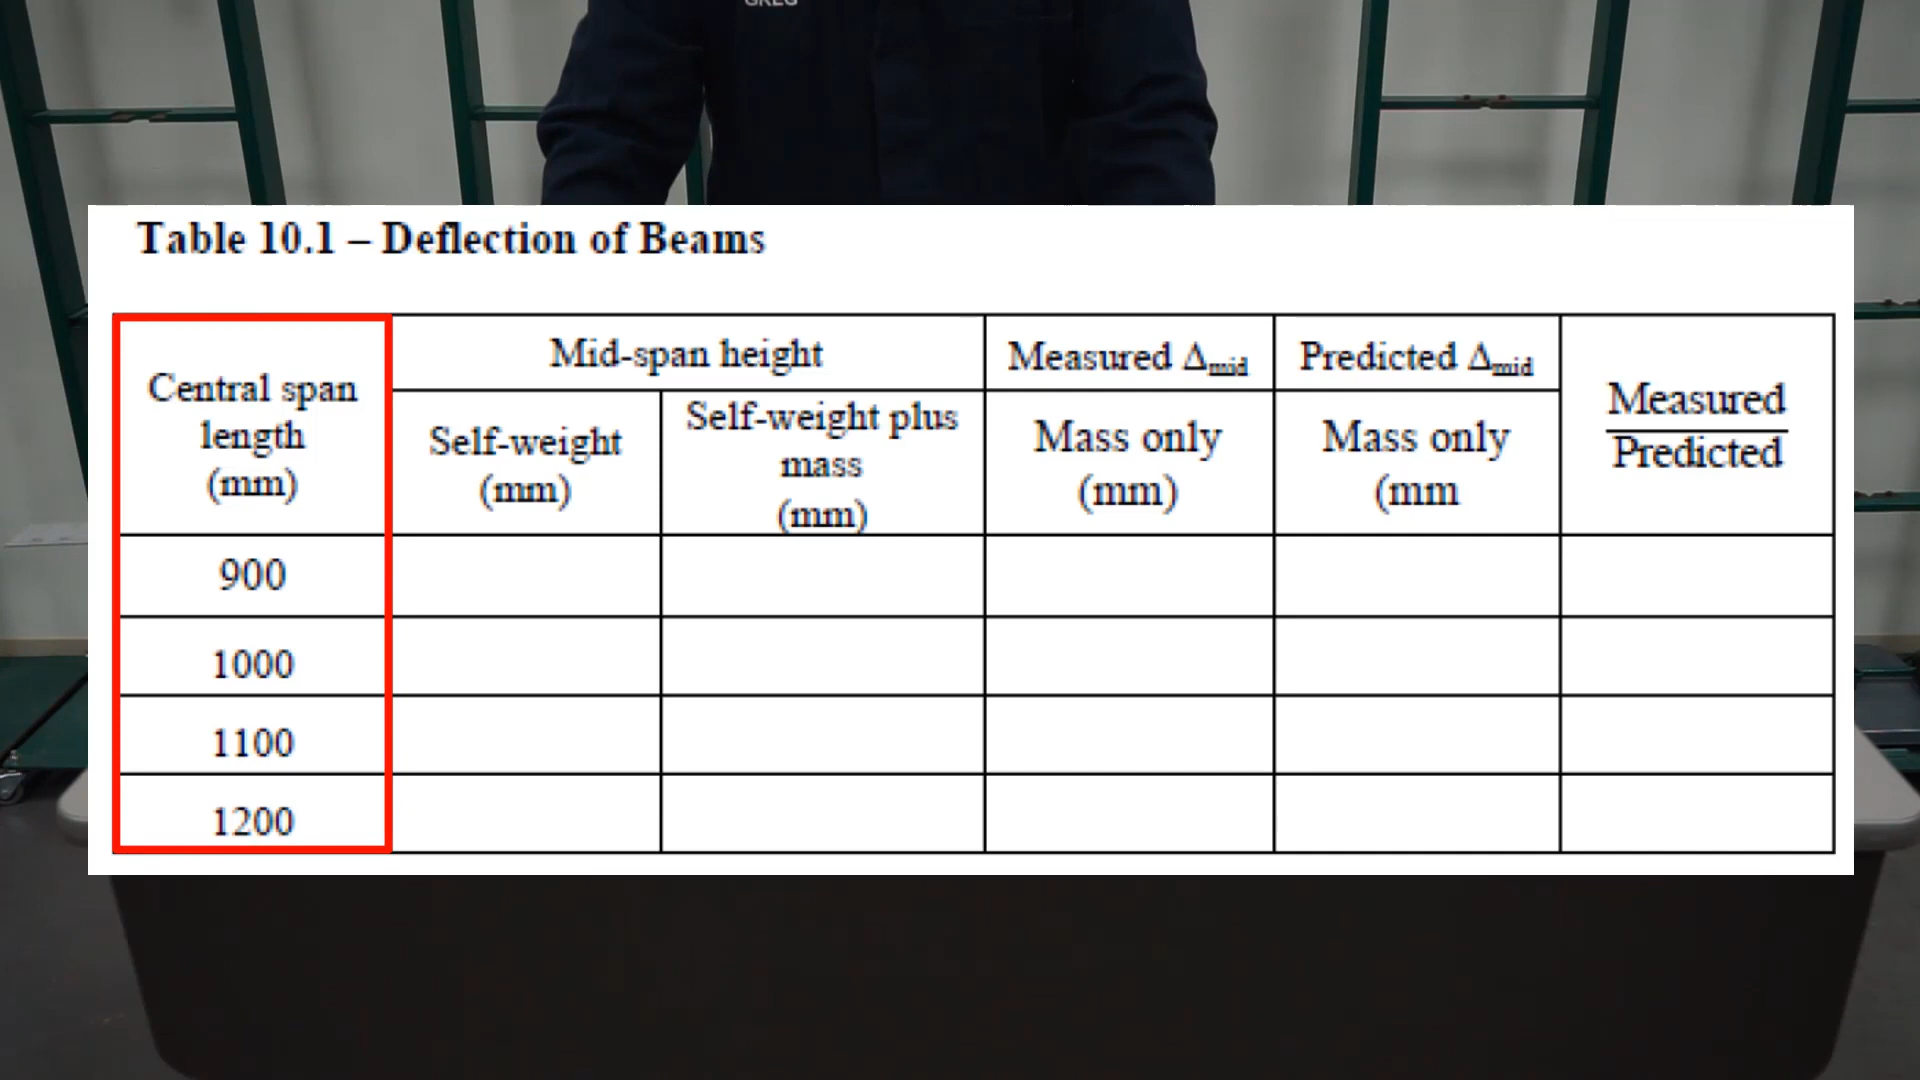 GREG
Table 10.1 – Deflection of Beams
Central span
length
(mm)
Mid-span height
Self-weight
(mm)
Self-weight plus
mass
(mm)
Measured Δmid
Mass only
(mm)
Predicted Δmid
Mass only
(mm
Measured
Predicted
900
1000
1100
1200